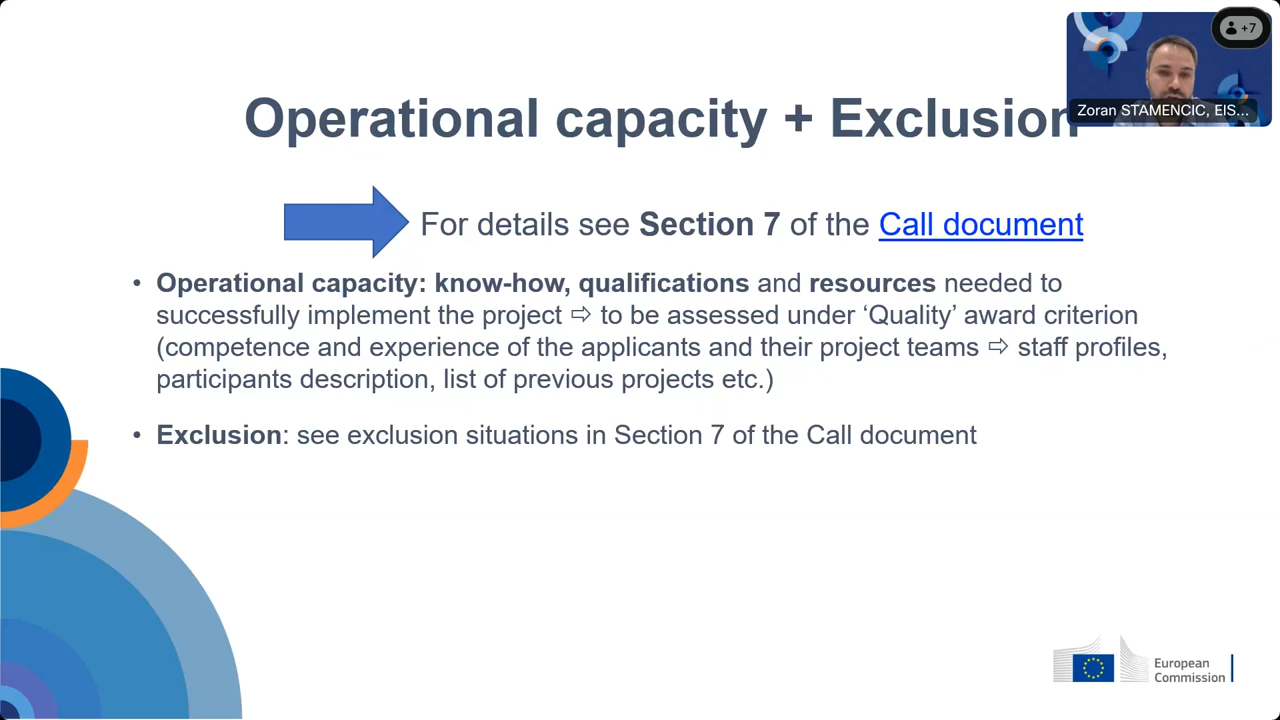 +7
Zoran STAMENCIC, EIS...
Operational capacity + Exclusion
For details see Section 7 of the Call document
• Operational capacity: know-how, qualifications and resources needed to
successfully implement the project ⇨ to be assessed under ‘Quality’ award criterion
(competence and experience of the applicants and their project teams ⇨ staff profiles,
participants description, list of previous projects etc.)
• Exclusion: see exclusion situations in Section 7 of the Call document
European
Commission